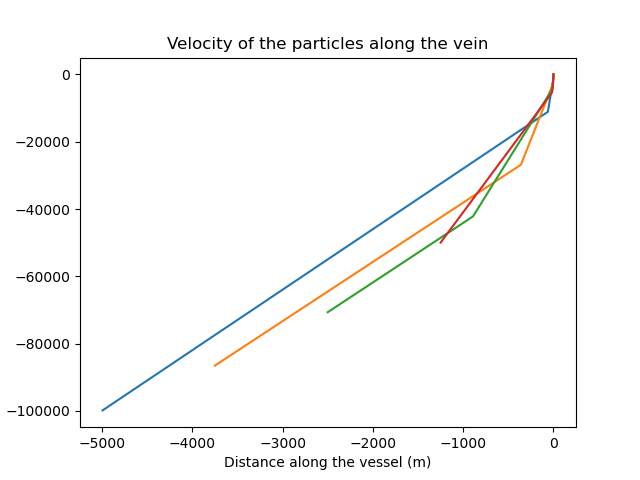 Velocity of the particles along the vein
0
−20000
−40000
−60000
−80000
−100000
−5000 −4000 −3000 −2000 −1000 0
Distance along the vessel (m)